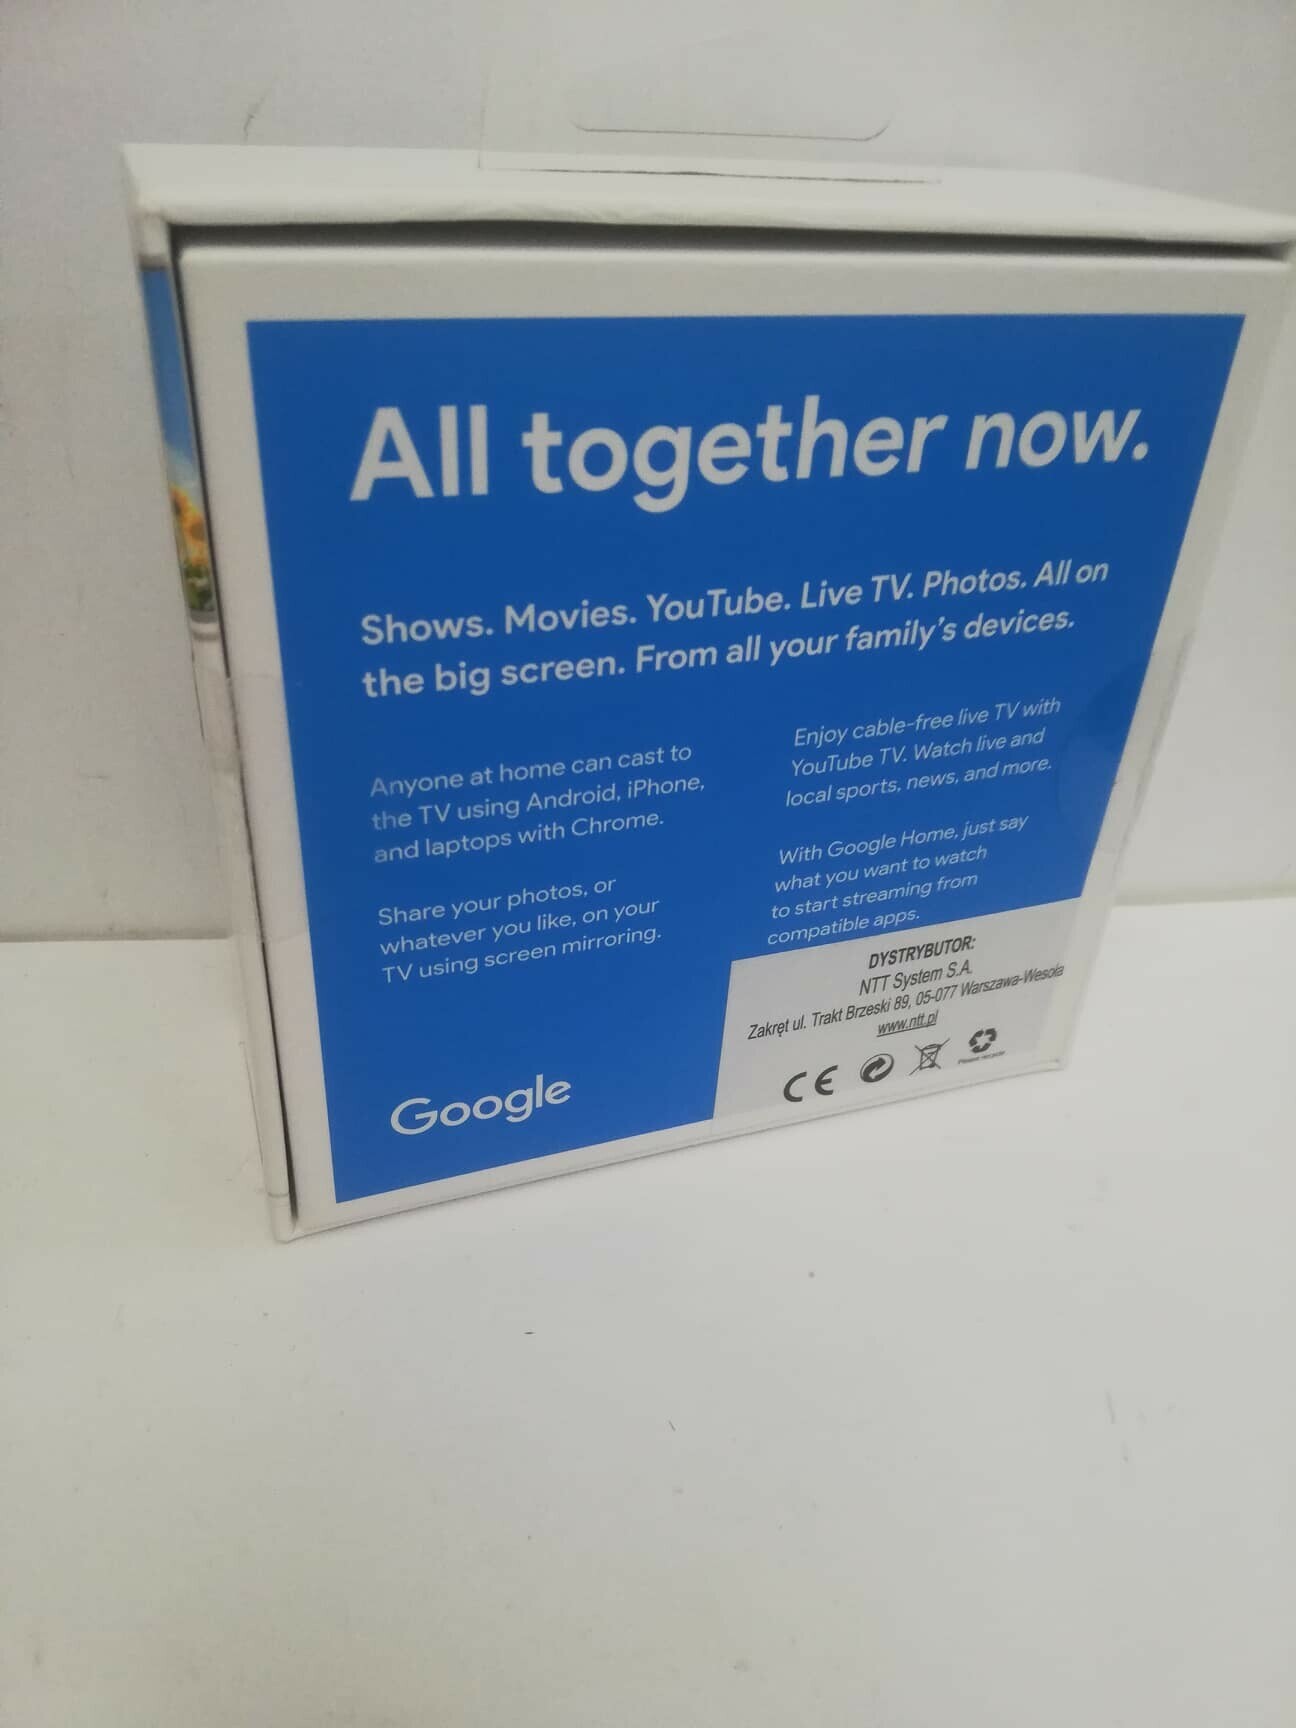 All together now.
Shows. Movies. YouTube. Live TV. Photos. All on
the big screen. From all your family's devices.
Anyone at home can cast to
the TV using Android, iPhone,
and laptops with Chrome.
Share your photos, or
whatever you like, on your
TV using screen mirroring.
Enjoy cable-free live TV with
YouTube TV. Watch live and
local sports, news, and more.
With Google Home, just say
what you want to watch
to start streaming from
compatible apps.
Google
DYSTRYBUTOR:
NTT System S.A.
Zakręt ul. Trakt Brzeski 89, 05-077 Warszawa-Wesoła
www.ntt.pl
CE
Please recycle